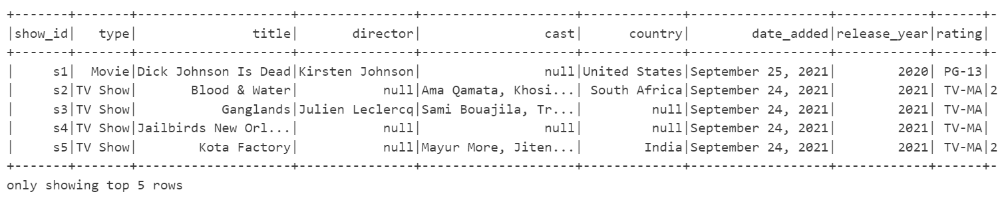 +-------+-------+--------------------+---------------+--------------------+-------------+------------------+------------+------+-
|show_id|   type|               title|       director|                cast|      country|        date_added|release_year|rating|
+-------+-------+--------------------+---------------+--------------------+-------------+------------------+------------+------+-
|     s1|  Movie|Dick Johnson Is Dead|Kirsten Johnson|                null|United States|September 25, 2021|        2020| PG-13|
|     s2|TV Show|       Blood & Water|           null|Ama Qamata, Khosi...| South Africa|September 24, 2021|        2021| TV-MA|2
|     s3|TV Show|           Ganglands|Julien Leclercq|Sami Bouajila, Tr...|         null|September 24, 2021|        2021| TV-MA|
|     s4|TV Show|Jailbirds New Orl...|           null|                null|         null|September 24, 2021|        2021| TV-MA|
|     s5|TV Show|        Kota Factory|           null|Mayur More, Jiten...|        India|September 24, 2021|        2021| TV-MA|2
+-------+-------+--------------------+---------------+--------------------+-------------+------------------+------------+------+-
only showing top 5 rows